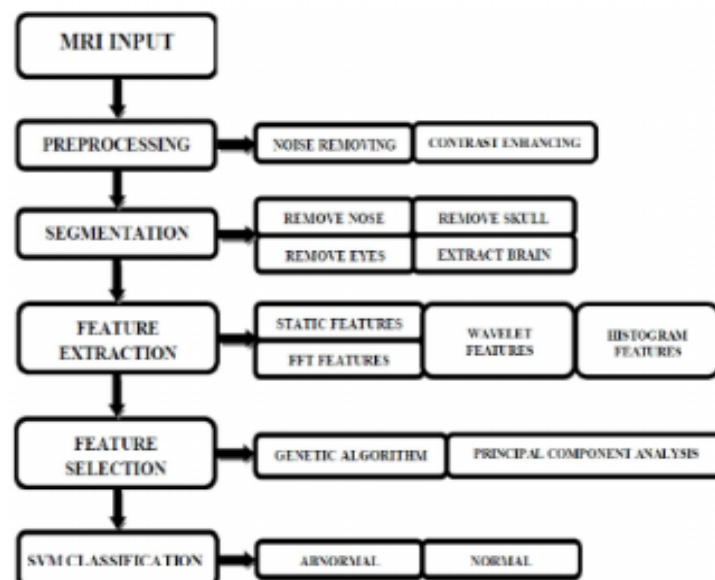 MRI INPUT
PREPROCESSING
NOISE REMOVING
CONTRAST ENHANCING
SEGMENTATION
REMOVE NOSE
REMOVE SKULL
REMOVE EYES
EXTRACT BRAIN
FEATURE
EXTRACTION
STATIC FEATURES
FFT FEATURES
WAVELET
FEATURES
HISTOGRAM
FEATURES
FEATURE
SELECTION
GENETIC ALGORITHM
PRINCIPAL COMPONENT ANALYSIS
SVM CLASSIFICATION
ABNORMAL
NORMAL